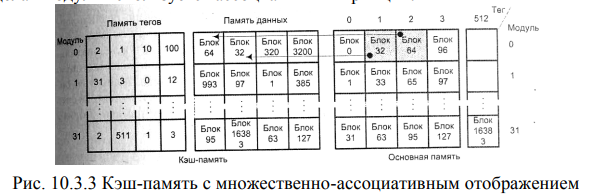 Память тегов Память данных 0 1 2 3 512 Тег
Модуль Модуль
0 2 1 10 100 Блок 64 Блок 32 Блок 320 Блок 3200 Блок 0 Блок 32 Блок 64 Блок 96 0
1 31 3 0 12 Блок 993 Блок 97 Блок 1 Блок 385 Блок 1 Блок 33 Блок 65 Блок 97 1
31 2 511 1 3 Блок 95 Блок 1638 3 Блок 63 Блок 127 Блок 31 Блок 63 Блок 95 Блок 127 Блок 1638 3 31
Кэш-память Основная память
Рис. 10.3.3 Кэш-память с множественно-ассоциативным отображением